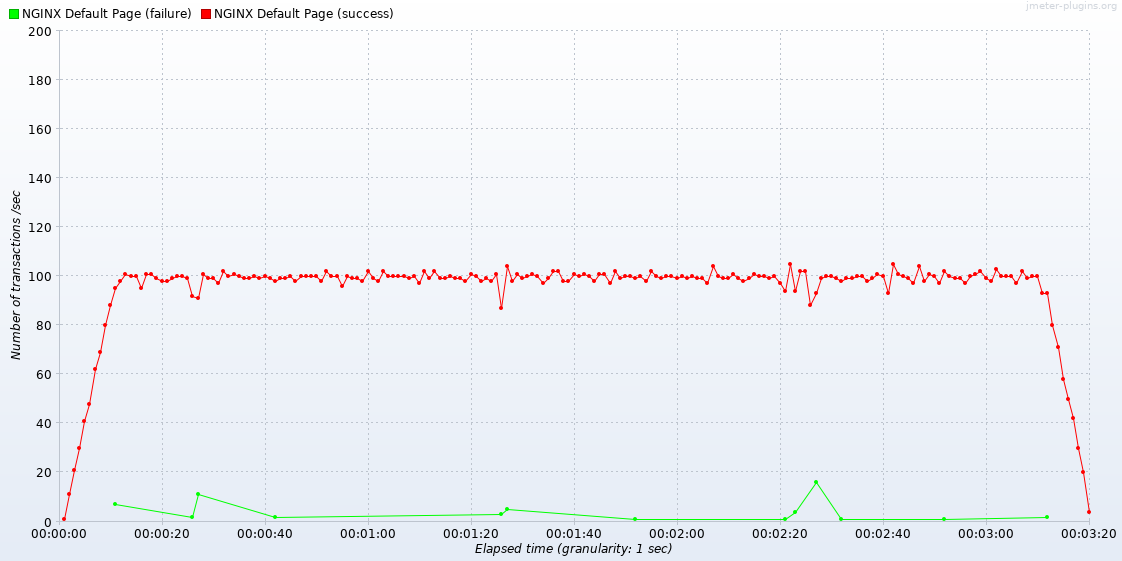 NGINX Default Page (failure) NGINX Default Page (success)
jmeter-plugins.org
200
180
160
140
120
100
80
60
40
20
0
Number of transactions /sec
00:00:00 00:00:20 00:00:40 00:01:00 00:01:20 00:01:40 00:02:00 00:02:20 00:02:40 00:03:00 00:03:20
Elapsed time (granularity: 1 sec)